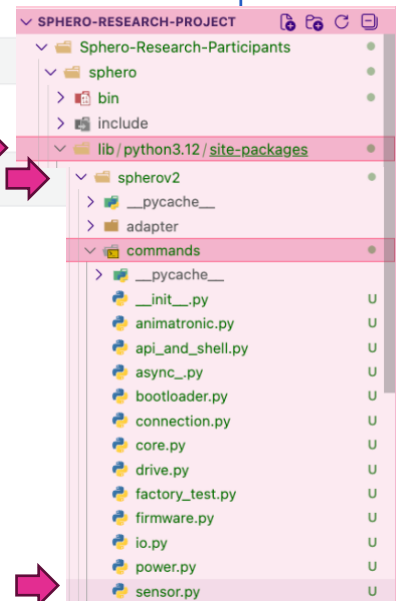 SPHERO-RESEARCH-PROJECT
Sphero-Research-Participants
sphero
bin
include
lib/python3.12/site-packages
spherov2
__pycache__
adapter
commands
__pycache__
__init__.py U
animatronic.py U
api_and_shell.py U
async_.py U
bootloader.py U
connection.py U
core.py U
drive.py U
factory_test.py U
firmware.py U
io.py U
power.py U
sensor.py U